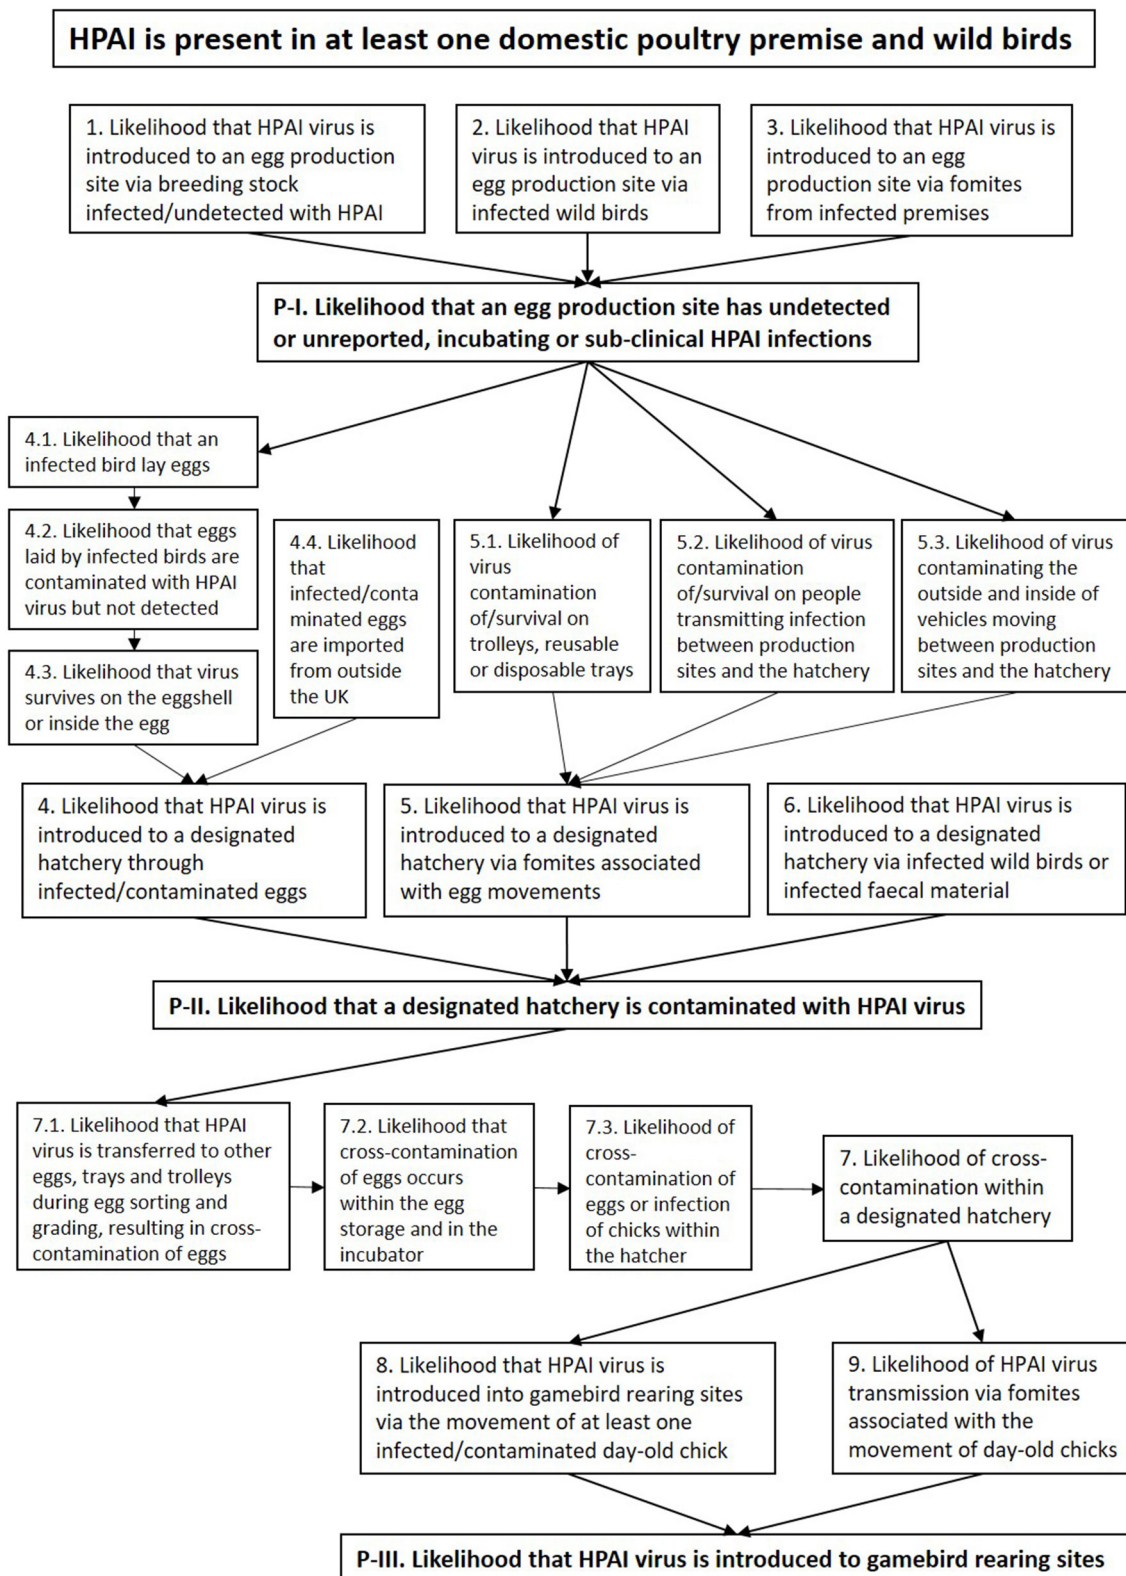 HPAI is present in at least one domestic poultry premise and wild birds
1. Likelihood that HPAI virus is
introduced to an egg production
site via breeding stock
infected/undetected with HPAI
2. Likelihood that HPAI
virus is introduced to an
egg production site via
infected wild birds
3. Likelihood that HPAI virus is
introduced to an egg
production site via fomites
from infected premises
P-I. Likelihood that an egg production site has undetected
or unreported, incubating or sub-clinical HPAI infections
4.1. Likelihood that an
infected bird lay eggs
4.2. Likelihood that eggs
laid by infected birds are
contaminated with HPAI
virus but not detected
4.3. Likelihood that virus
survives on the eggshell
or inside the egg
4.4. Likelihood
that
infected/conta
minated eggs
are imported
from outside
the UK
5.1. Likelihood of
virus
contamination
of/survival on
trolleys, reusable
or disposable trays
5.2. Likelihood of virus
contamination
of/survival on people
transmitting infection
between production
sites and the hatchery
5.3. Likelihood of virus
contaminating the
outside and inside of
vehicles moving
between production
sites and the hatchery
4. Likelihood that HPAI virus is
introduced to a designated
hatchery through
infected/contaminated eggs
5. Likelihood that HPAI virus is
introduced to a designated
hatchery via fomites associated
with egg movements
6. Likelihood that HPAI virus is
introduced to a designated
hatchery via infected wild birds or
infected faecal material
P-II. Likelihood that a designated hatchery is contaminated with HPAI virus
7.1. Likelihood that HPAI
virus is transferred to other
eggs, trays and trolleys
during egg sorting and
grading, resulting in cross-
contamination of eggs
7.2. Likelihood that
cross-contamination
of eggs occurs
within the egg
storage and in the
incubator
7.3. Likelihood of
cross-
contamination of
eggs or infection
of chicks within
the hatcher
7. Likelihood of cross-
contamination within
a designated hatchery
8. Likelihood that HPAI virus is
introduced into gamebird rearing sites
via the movement of at least one
infected/contaminated day-old chick
9. Likelihood of HPAI virus
transmission via fomites
associated with the
movement of day-old chicks
P-III. Likelihood that HPAI virus is introduced to gamebird rearing sites